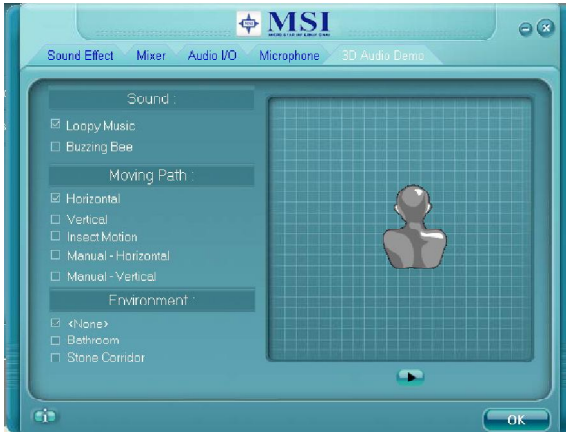 MSI
Sound Effect Mixer Audio I/O Microphone 3D Audio Demo
Sound :
Loopy Music
Buzzing Bee
Moving Path :
Horizontal
Vertical
Insect Motion
Manual - Horizontal
Manual - Vertical
Environment :
<None>
Bathroom
Stone Corridor
OK